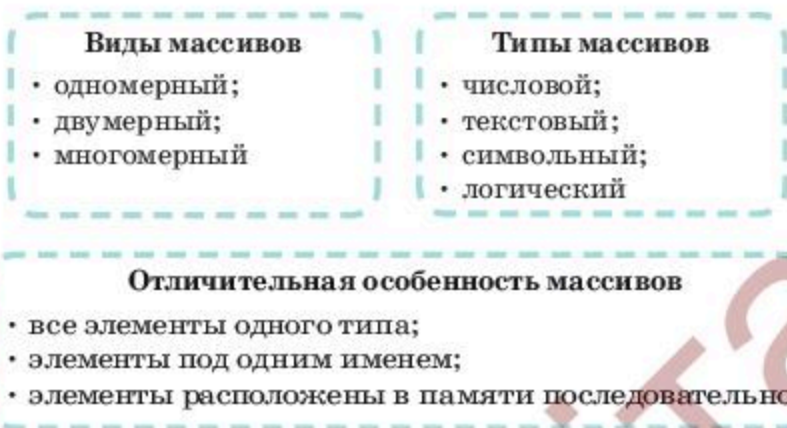 Виды массивов
• одномерный;
• двумерный;
• многомерный
Типы массивов
• числовой;
• текстовый;
• символьный;
• логический
Отличительная особенность массивов
• все элементы одного типа;
• элементы под одним именем;
• элементы расположены в памяти последовательно